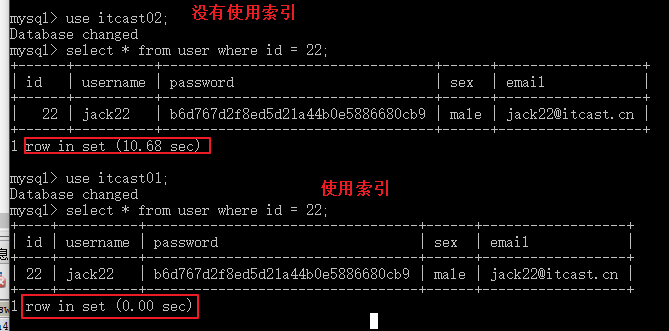 mysql> use itcast02; 没有使用索引
Database changed
mysql> select * from user where id = 22;
+------+----------+----------------------------------+------+------------------+
| id | username | password | sex | email |
+------+----------+----------------------------------+------+------------------+
| 22 | jack22 | b6d767d2f8ed5d21a44b0e5886680cb9 | male | jack22@itcast.cn |
+------+----------+----------------------------------+------+------------------+
1 row in set (10.68 sec)
mysql> use itcast01; 使用索引
Database changed
mysql> select * from user where id = 22;
+----+----------+----------------------------------+------+------------------+
| id | username | password | sex | email |
+----+----------+----------------------------------+------+------------------+
| 22 | jack22 | b6d767d2f8ed5d21a44b0e5886680cb9 | male | jack22@itcast.cn |
+----+----------+----------------------------------+------+------------------+
1 row in set (0.00 sec)